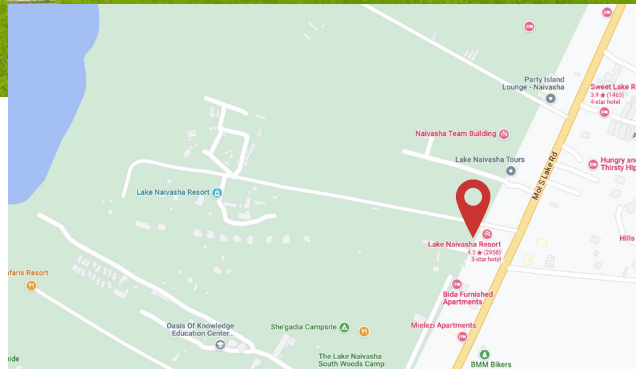 Party Island
Lounge - Naivasha
Sweet Lake R
3.9 ★ (1463)
4-star hotel
Naivasha Team Building
Lake Naivasha Tours
Moi S Lake Rd
Hungry and
Thirsty Hip
Lake Naivasha Resort
Lake Naivasha Resort
4.5 ★ (2958)
3-star hotel
Hills
afaris Resort
Bida Furnished
Apartments
Oasis Of Knowledge
Education Center...
She'gadia Campsite
Mielezi Apartments
The Lake Naivasha
South Woods Camp
uide
BMM Bikers